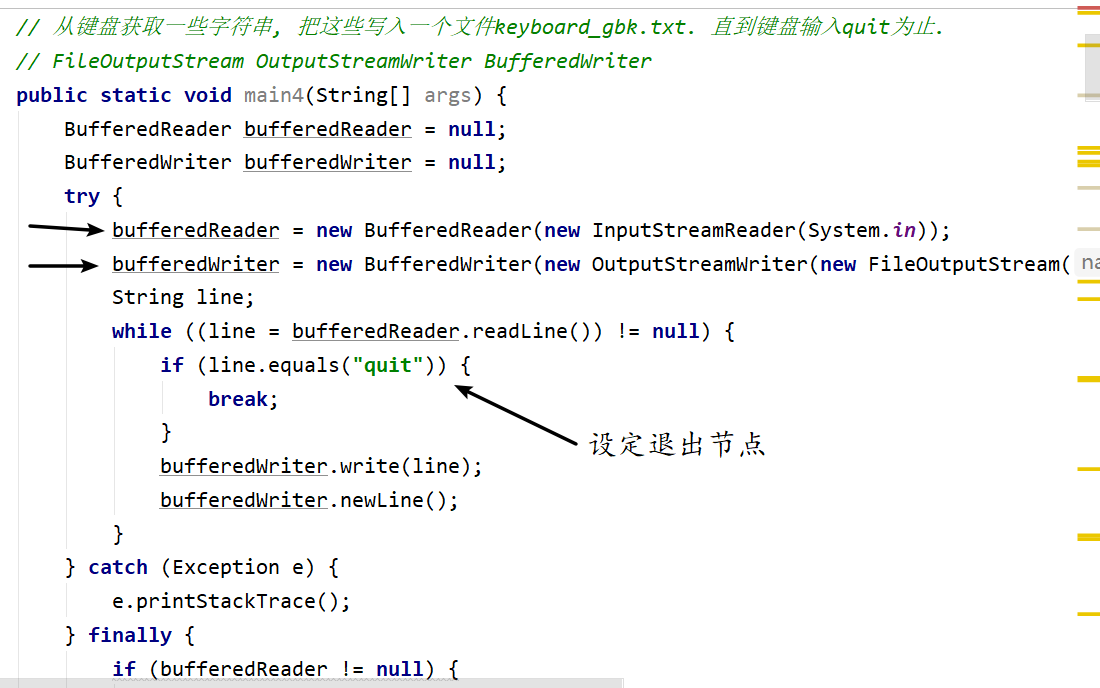 // 从键盘获取一些字符串, 把这些写入一个文件keyboard_gbk.txt. 直到键盘输入quit为止.
// FileOutputStream OutputStreamWriter BufferedWriter
public static void main4(String[] args) {
BufferedReader bufferedReader = null;
BufferedWriter bufferedWriter = null;
try {
bufferedReader = new BufferedReader(new InputStreamReader(System.in));
bufferedWriter = new BufferedWriter(new OutputStreamWriter(new FileOutputStream( na
String line;
while ((line = bufferedReader.readLine()) != null) {
if (line.equals("quit")) {
break;
}
设定退出节点
bufferedWriter.write(line);
bufferedWriter.newLine();
}
} catch (Exception e) {
e.printStackTrace();
} finally {
if (bufferedReader != null) {